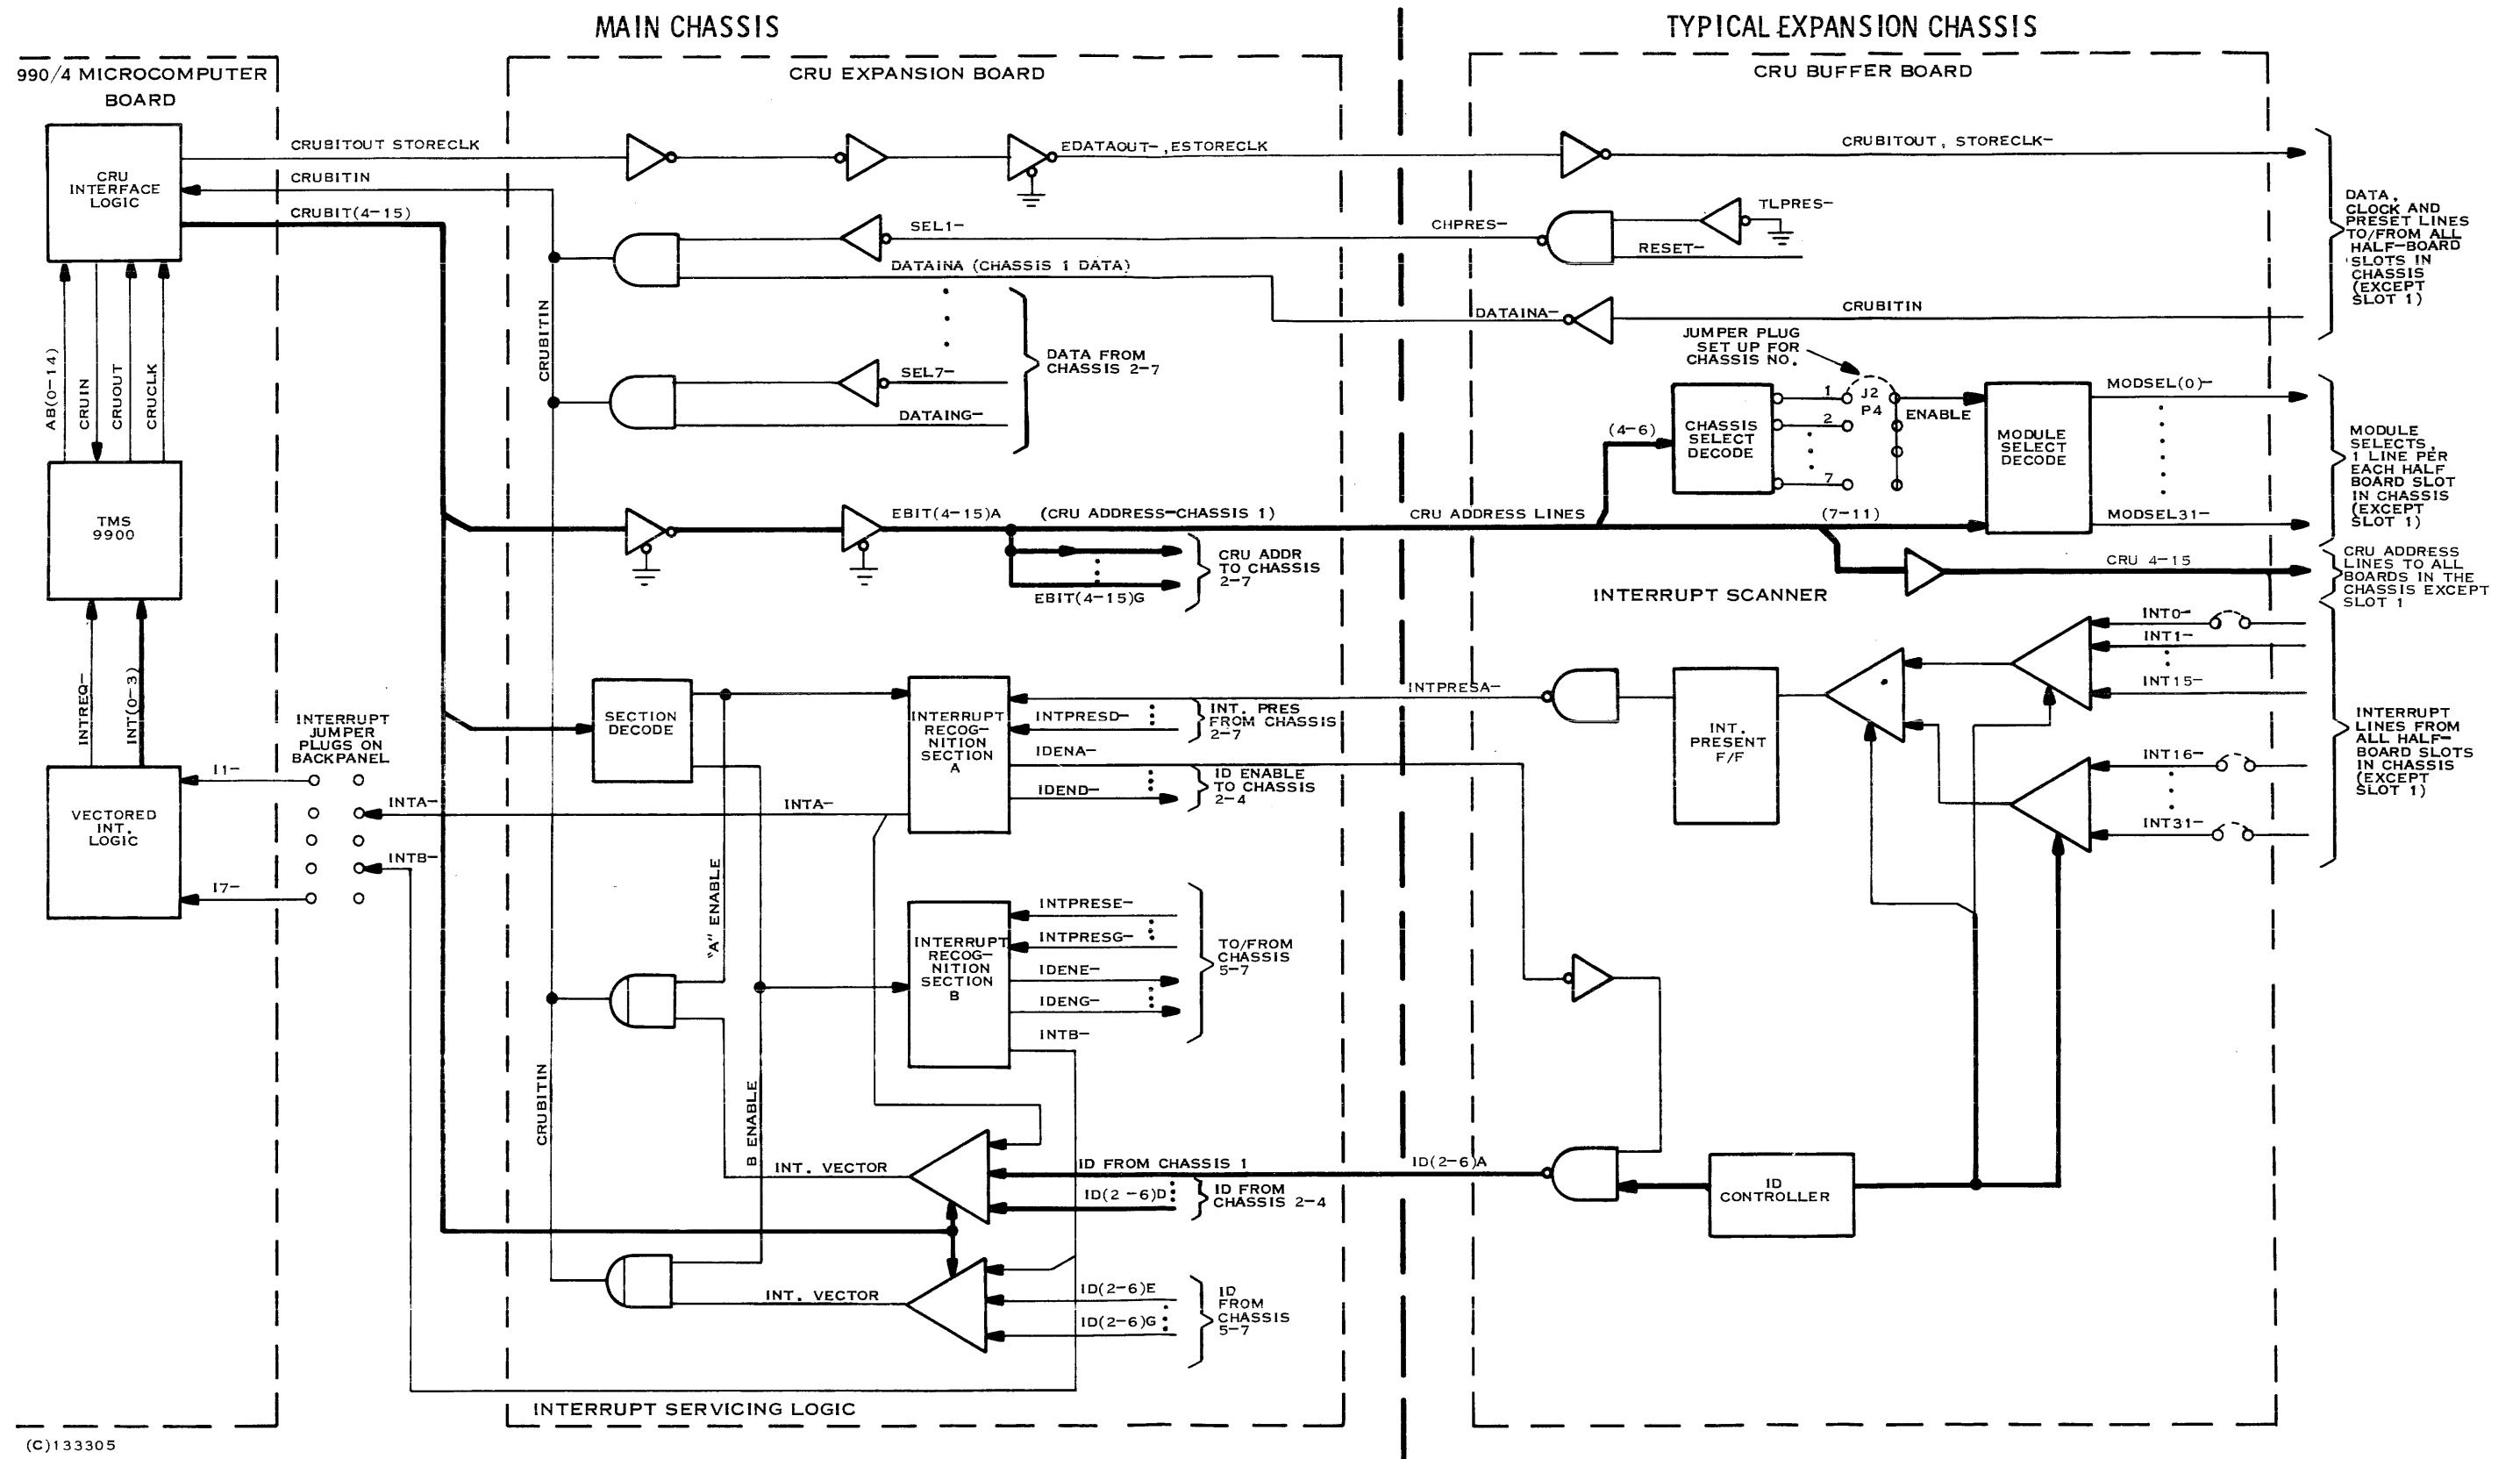 MAIN CHASSIS
TYPICAL EXPANSION CHASSIS
990/4 MICROCOMPUTER
BOARD
CRU EXPANSION BOARD
CRU BUFFER BOARD
CRU
INTERFACE
LOGIC
CRUBITOUT STORECLK
CRUBITIN
CRUBIT(4-15)
EDATAOUT-,ESTORECLK
CRUBITOUT, STORECLK-
SEL1-
CHPRES-
TLPRES-
RESET-
DATAINA (CHASSIS 1 DATA)
DATAINA-
CRUBITIN
DATA,
CLOCK AND
PRESET LINES
TO/FROM ALL
HALF-BOARD
SLOTS IN
CHASSIS
(EXCEPT
SLOT 1)
AB(0-14)
CRUIN
CRUOUT
CRUCLK
CRUBITIN
DATA FROM
CHASSIS 2-7
SEL7-
DATAING-
JUMPER PLUG
SET UP FOR
CHASSIS NO.
CHASSIS
SELECT
DECODE
1
2
7
J2
P4
ENABLE
MODULE
SELECT
DECODE
(4-6)
MODSEL(0)-
MODSEL31-
MODULE
SELECTS,
1 LINE PER
EACH HALF
BOARD SLOT
IN CHASSIS
(EXCEPT
SLOT 1)
TMS
9900
EBIT(4-15)A
(CRU ADDRESS-CHASSIS 1)
CRU ADDRESS LINES
(7-11)
CRU ADDR
TO CHASSIS
2-7
EBIT(4-15)G
CRU 4-15
CRU ADDRESS
LINES TO ALL
BOARDS IN THE
CHASSIS EXCEPT
SLOT 1
INTERRUPT SCANNER
INTREQ-
INT(0-3)
INTERRUPT
JUMPER
PLUGS ON
BACKPANEL
SECTION
DECODE
INTERRUPT
RECOG-
NITION
SECTION
A
INTPRESA-
INTPRESD-
INT. PRES
FROM CHASSIS
2-7
IDENA-
IDEND-
ID ENABLE
TO CHASSIS
2-4
INT.
PRESENT
F/F
INT0-
INT1-
INT15-
INT16-
INT31-
INTERRUPT
LINES FROM
ALL HALF-
BOARD SLOTS
IN CHASSIS
(EXCEPT
SLOT 1)
VECTORED
INT.
LOGIC
I1-
I7-
INTA-
INTB-
INTA-
"A" ENABLE
INTERRUPT
RECOG-
NITION
SECTION
B
INTPRESE-
INTPRESG-
IDENE-
IDENG-
INTB-
TO/FROM
CHASSIS
5-7
CRUBITIN
B ENABLE
INT. VECTOR
ID FROM CHASSIS 1
ID(2-6)A
ID(2 -6)D
ID FROM
CHASSIS 2-4
ID
CONTROLLER
INT. VECTOR
ID(2-6)E
ID(2-6)G
ID
FROM
CHASSIS
5-7
INTERRUPT SERVICING LOGIC
(C)133305